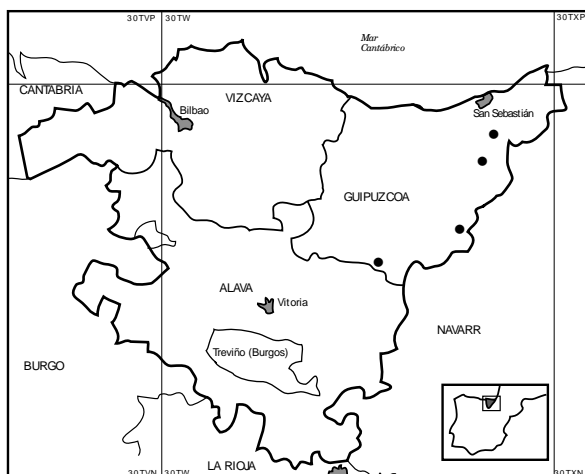 30TVP
30TW
30TXP
Mar
Cantábrico
CANTABRIA
VIZCAYA
Bilbao
San Sebastián
GUIPUZCOA
ALAVA
Vitoria
NAVARR
Treviño (Burgos)
BURGO
30TVN
30TW
LA RIOJA
30TXN